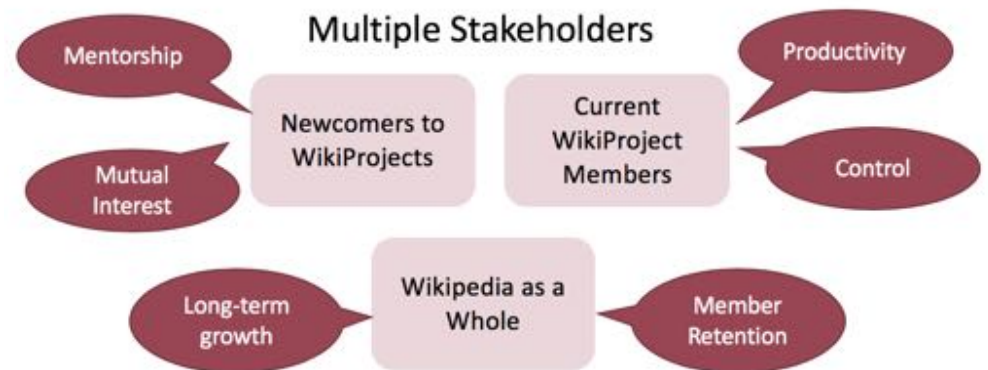 Multiple Stakeholders
Mentorship
Mutual
Interest
Newcomers to
WikiProjects
Current
WikiProject
Members
Productivity
Control
Long-term
growth
Wikipedia as a
Whole
Member
Retention